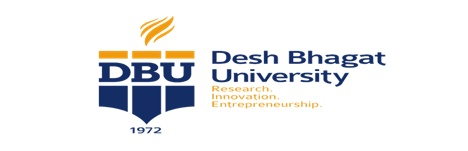 DBU
1972
Desh Bhagat
University
Research.
Innovation.
Entrepreneurship.